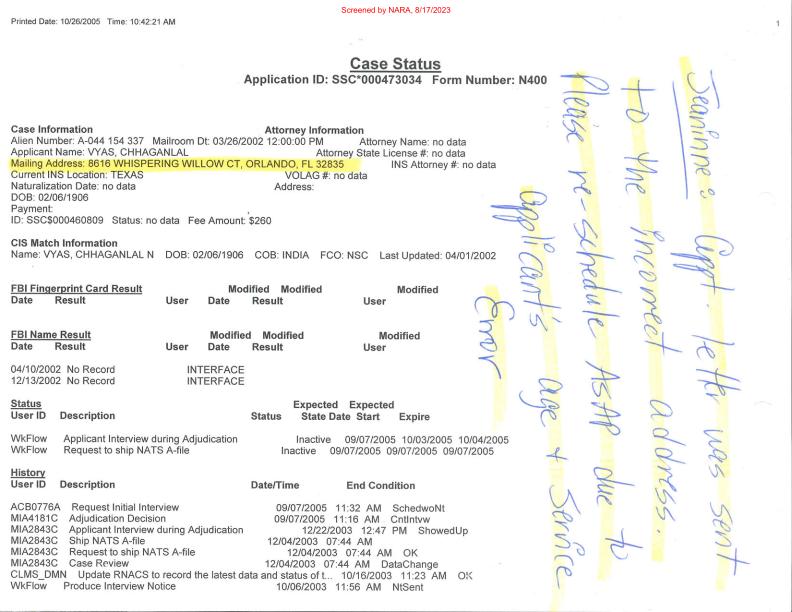 Screened by NARA, 8/17/2023
Printed Date: 10/26/2005 Time: 10:42:21 AM
1
Case Status
Application ID: SSC*000473034 Form Number: N400
Case Information Attorney Information
Alien Number: A-044 154 337 Mailroom Dt: 03/26/2002 12:00:00 PM Attorney Name: no data
Applicant Name: VYAS, CHHAGANLAL Attorney State License #: no data
Mailing Address: 8616 WHISPERING WILLOW CT, ORLANDO, FL 32835 INS Attorney #: no data
Current INS Location: TEXAS VOLAG #: no data
Naturalization Date: no data Address:
DOB: 02/06/1906
Payment:
ID: SSC$000460809 Status: no data Fee Amount: $260
CIS Match Information
Name: VYAS, CHHAGANLAL N DOB: 02/06/1906 COB: INDIA FCO: NSC Last Updated: 04/01/2002
FBI Fingerprint Card Result Modified Modified Modified
Date Result User Date Result User
FBI Name Result Modified Modified Modified
Date Result User Date Result User
04/10/2002 No Record INTERFACE
12/13/2002 No Record INTERFACE
Status Expected Expected
User ID Description Status State Date Start Expire
WkFlow Applicant Interview during Adjudication Inactive 09/07/2005 10/03/2005 10/04/2005
WkFlow Request to ship NATS A-file Inactive 09/07/2005 09/07/2005 09/07/2005
History
User ID Description Date/Time End Condition
ACB0776A Request Initial Interview 09/07/2005 11:32 AM SchedwoNt
MIA4181C Adjudication Decision 09/07/2005 11:16 AM CntIntvw
MIA2843C Applicant Interview during Adjudication 12/22/2003 12:47 PM ShowedUp
MIA2843C Ship NATS A-file 12/04/2003 07:44 AM
MIA2843C Request to ship NATS A-file 12/04/2003 07:44 AM OK
MIA2843C Case Review 12/04/2003 07:44 AM DataChange
CLMS_DMN Update RNACS to record the latest data and status of t... 10/16/2003 11:23 AM OK
WkFlow Produce Interview Notice 10/06/2003 11:56 AM NtSent
Jeaninne: Appt. letter was sent
to the incorrect address.
Please re-schedule ASAP due to
applicant's age + Service
Error